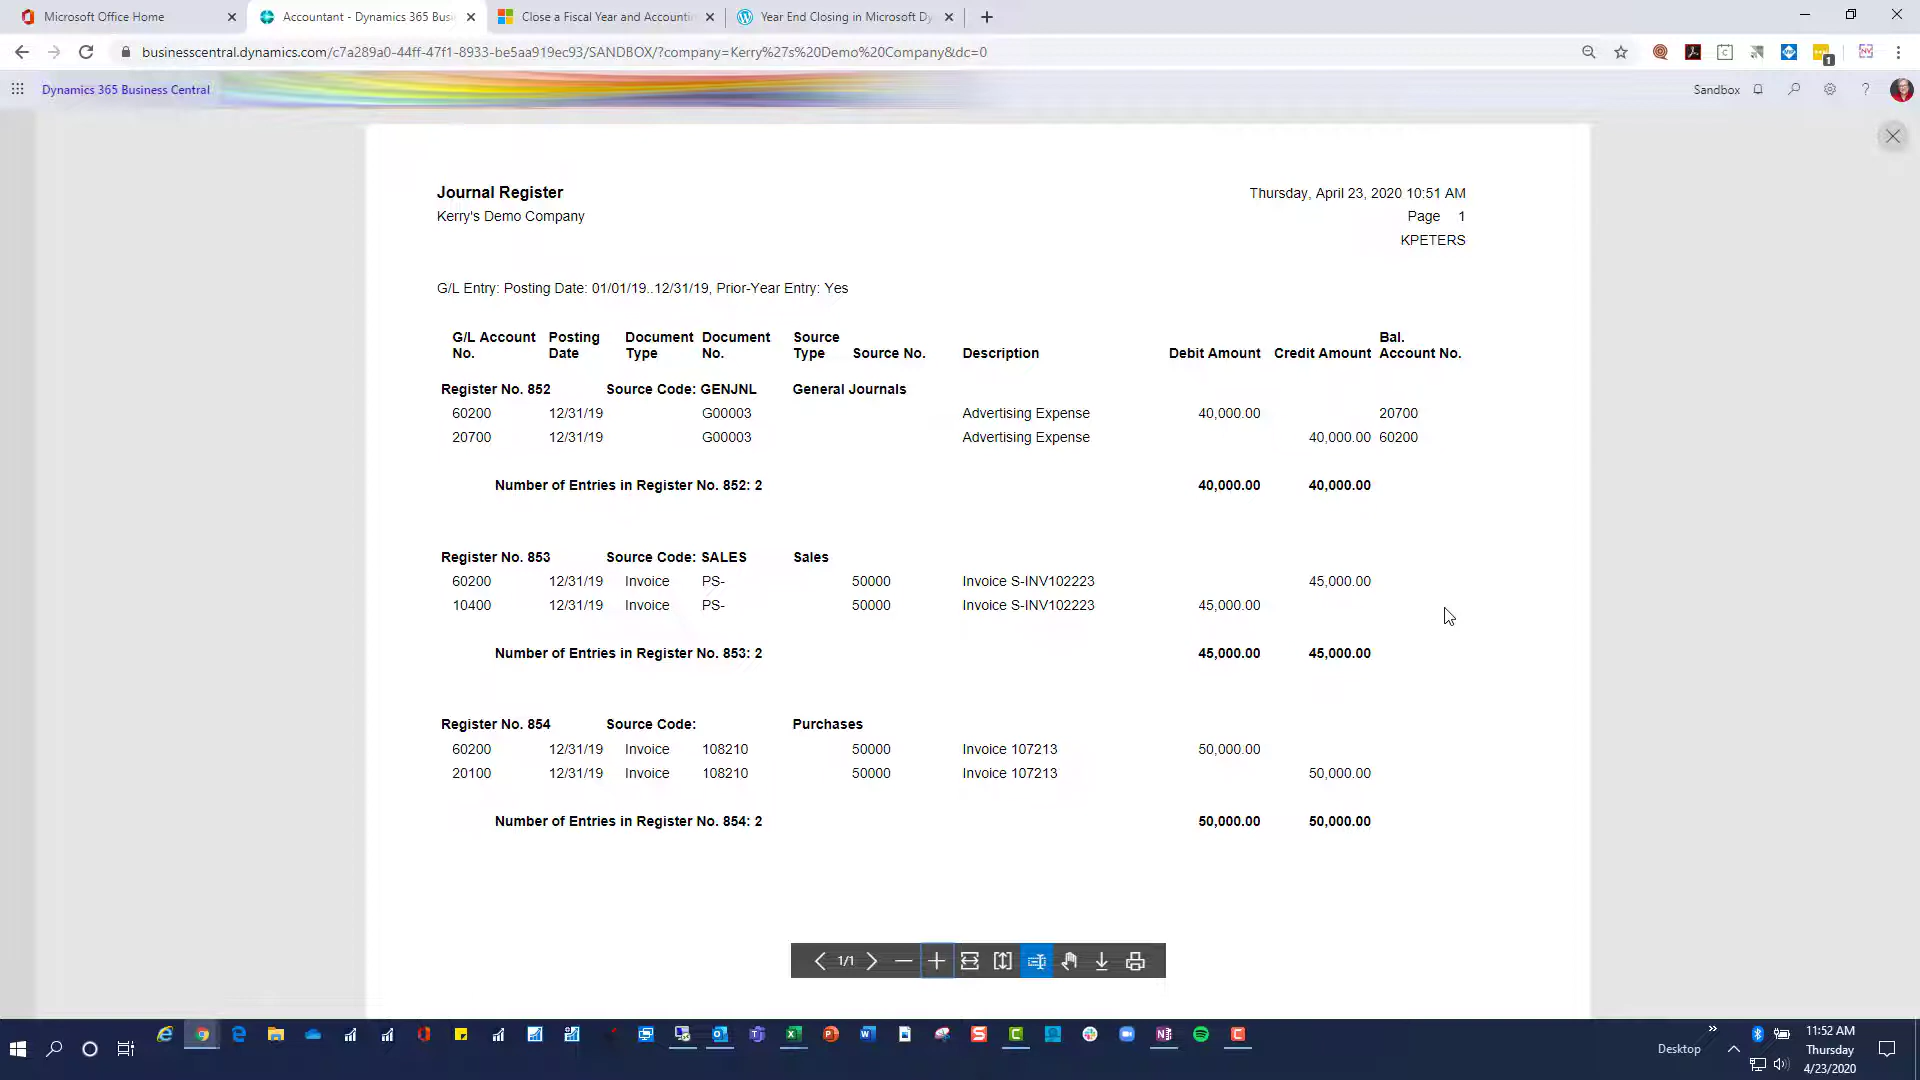 Microsoft Office Home
Accountant - Dynamics 365 Busi
Close a Fiscal Year and Accounti
Year End Closing in Microsoft Dy
businesscentral.dynamics.com/c7a289a0-44ff-47f1-8933-be5aa919ec93/SANDBOX/?company=Kerry%27s%20Demo%20Company&dc=0
1
Dynamics 365 Business Central
Sandbox
Journal Register
Thursday, April 23, 2020 10:51 AM
Kerry's Demo Company
Page 1
KPETERS
G/L Entry: Posting Date: 01/01/19..12/31/19, Prior-Year Entry: Yes
G/L Account Posting Document Document Source Bal.
No. Date Type No. Type Source No. Description Debit Amount Credit Amount Account No.
Register No. 852 Source Code: GENJNL General Journals
60200 12/31/19 G00003 Advertising Expense 40,000.00 20700
20700 12/31/19 G00003 Advertising Expense 40,000.00 60200
Number of Entries in Register No. 852: 2 40,000.00 40,000.00
Register No. 853 Source Code: SALES Sales
60200 12/31/19 Invoice PS- 50000 Invoice S-INV102223 45,000.00
10400 12/31/19 Invoice PS- 50000 Invoice S-INV102223 45,000.00
Number of Entries in Register No. 853: 2 45,000.00 45,000.00
Register No. 854 Source Code: Purchases
60200 12/31/19 Invoice 108210 50000 Invoice 107213 50,000.00
20100 12/31/19 Invoice 108210 50000 Invoice 107213 50,000.00
Number of Entries in Register No. 854: 2 50,000.00 50,000.00
1/1
Desktop
11:52 AM
Thursday
4/23/2020